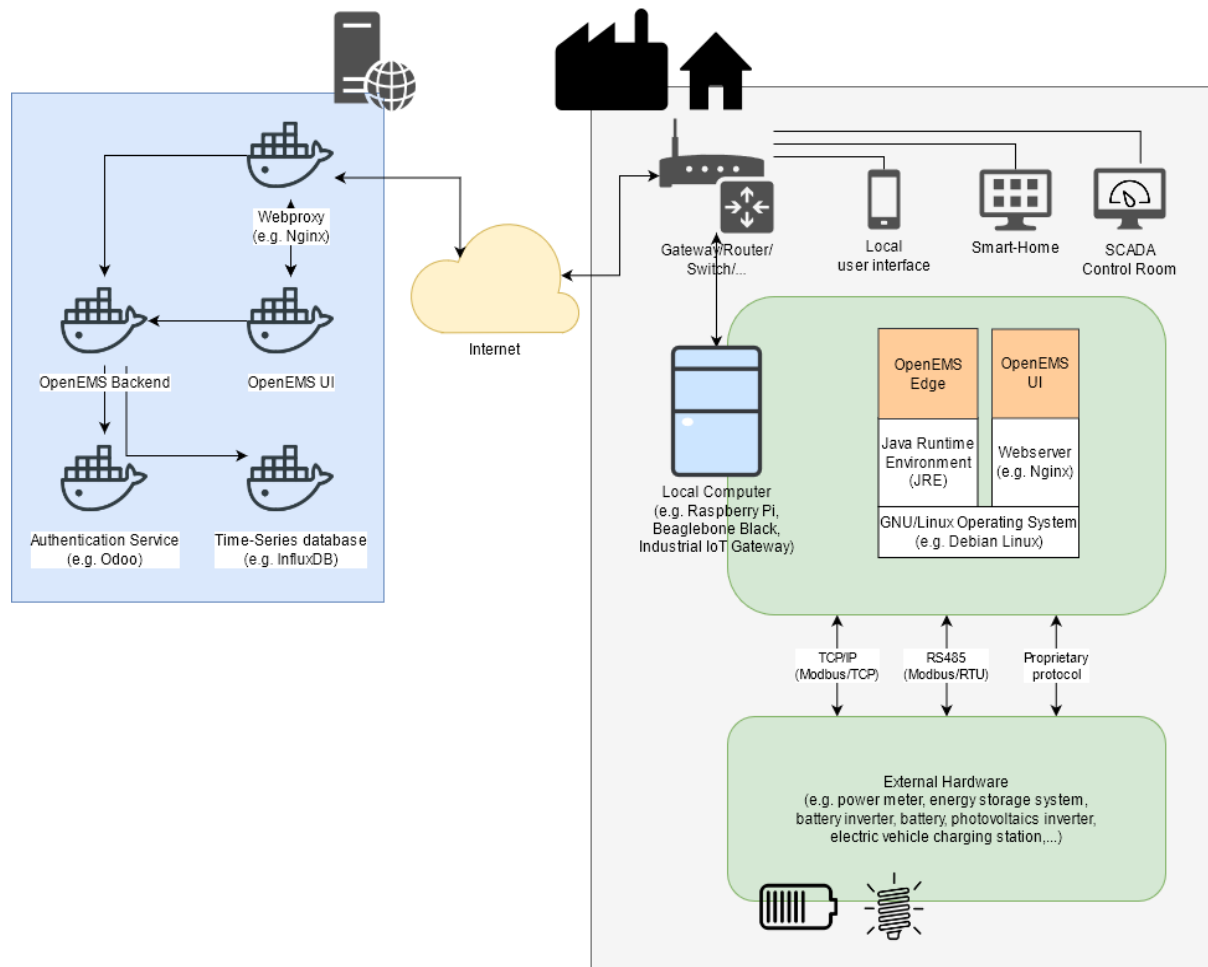 Webproxy
(e.g. Nginx)
OpenEMS Backend
OpenEMS UI
Authentication Service
(e.g. Odoo)
Time-Series database
(e.g. InfluxDB)
Internet
Gateway/Router/
Switch/...
Local
user interface
Smart-Home
SCADA
Control Room
Local Computer
(e.g. Raspberry Pi,
Beaglebone Black,
Industrial IoT Gateway)
OpenEMS
Edge
OpenEMS
UI
Java Runtime
Environment
(JRE)
Webserver
(e.g. Nginx)
GNU/Linux Operating System
(e.g. Debian Linux)
TCP/IP
(Modbus/TCP)
RS485
(Modbus/RTU)
Proprietary
protocol
External Hardware
(e.g. power meter, energy storage system,
battery inverter, battery, photovoltaics inverter,
electric vehicle charging station,...)